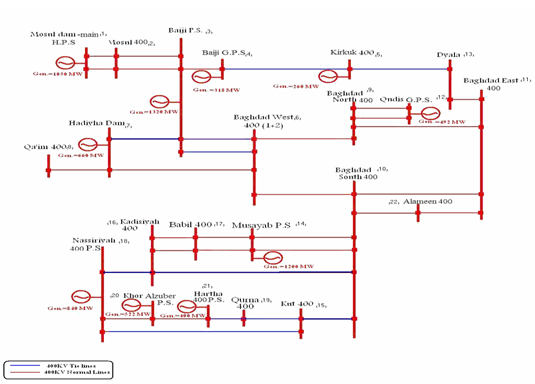 Baiji P.S. ,3,
Mosul dam -main,1,
H.P.S
Mosul 400,2,
Baiji G.P.S,4,
Kirkuk 400,5,
Dyala ,13,
Gen.=1050 MW
Gen.=318 MW
Gen.=260 MW
Baghdad East ,11,
400
Baghdad ,9,
North 400
Qudis G.P.S. ,12,
Gen.=1320 MW
Gen.=492 MW
Hadiyha Dam,7,
Baghdad West,6,
400 (1+2)
Qa'im 400,8,
Gen.=660 MW
Baghdad ,10,
South 400
,22, Alameen 400
,16, Kadisiyah
400
Babil 400 ,17,
Musayab P.S ,14,
Nassiriyah ,18,
400 P.S.
Gen.=1200 MW
,20 Khor Alzuber
P.S.
,21,
Hartha
400 P.S.
Qurna ,19,
400
Kut 400 ,15,
Gen.=840 MW
Gen.=522 MW
Gen.=400 MW
400KV Tie lines
400KV Normal Lines